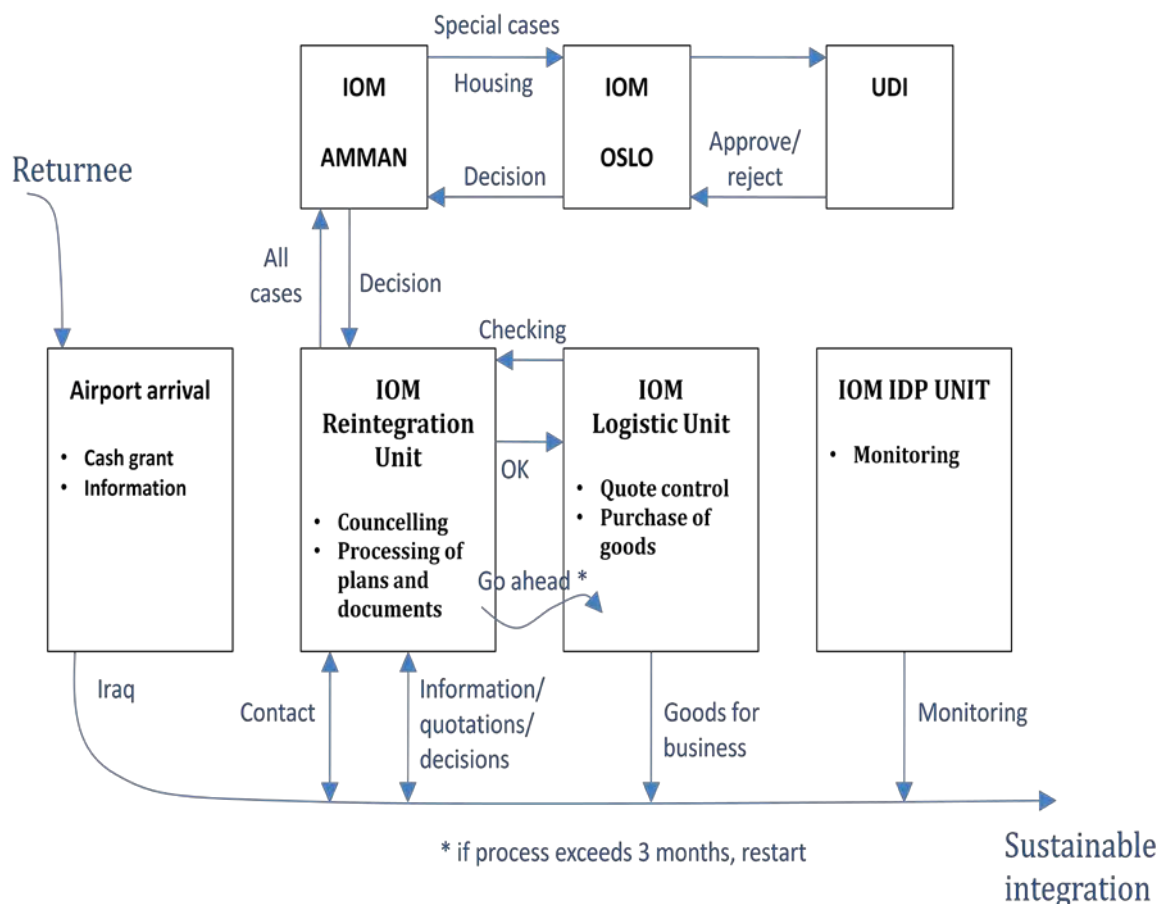 Special cases
IOM
AMMAN
Housing
IOM
OSLO
UDI
Returnee
Decision
Approve/
reject
All
cases
Decision
Checking
Airport arrival
• Cash grant
• Information
IOM
Reintegration
Unit
• Councelling
• Processing of
plans and
documents
OK
Go ahead *
IOM
Logistic Unit
• Quote control
• Purchase of
goods
IOM IDP UNIT
• Monitoring
Iraq
Contact
Information/
quotations/
decisions
Goods for
business
Monitoring
* if process exceeds 3 months, restart
Sustainable
integration